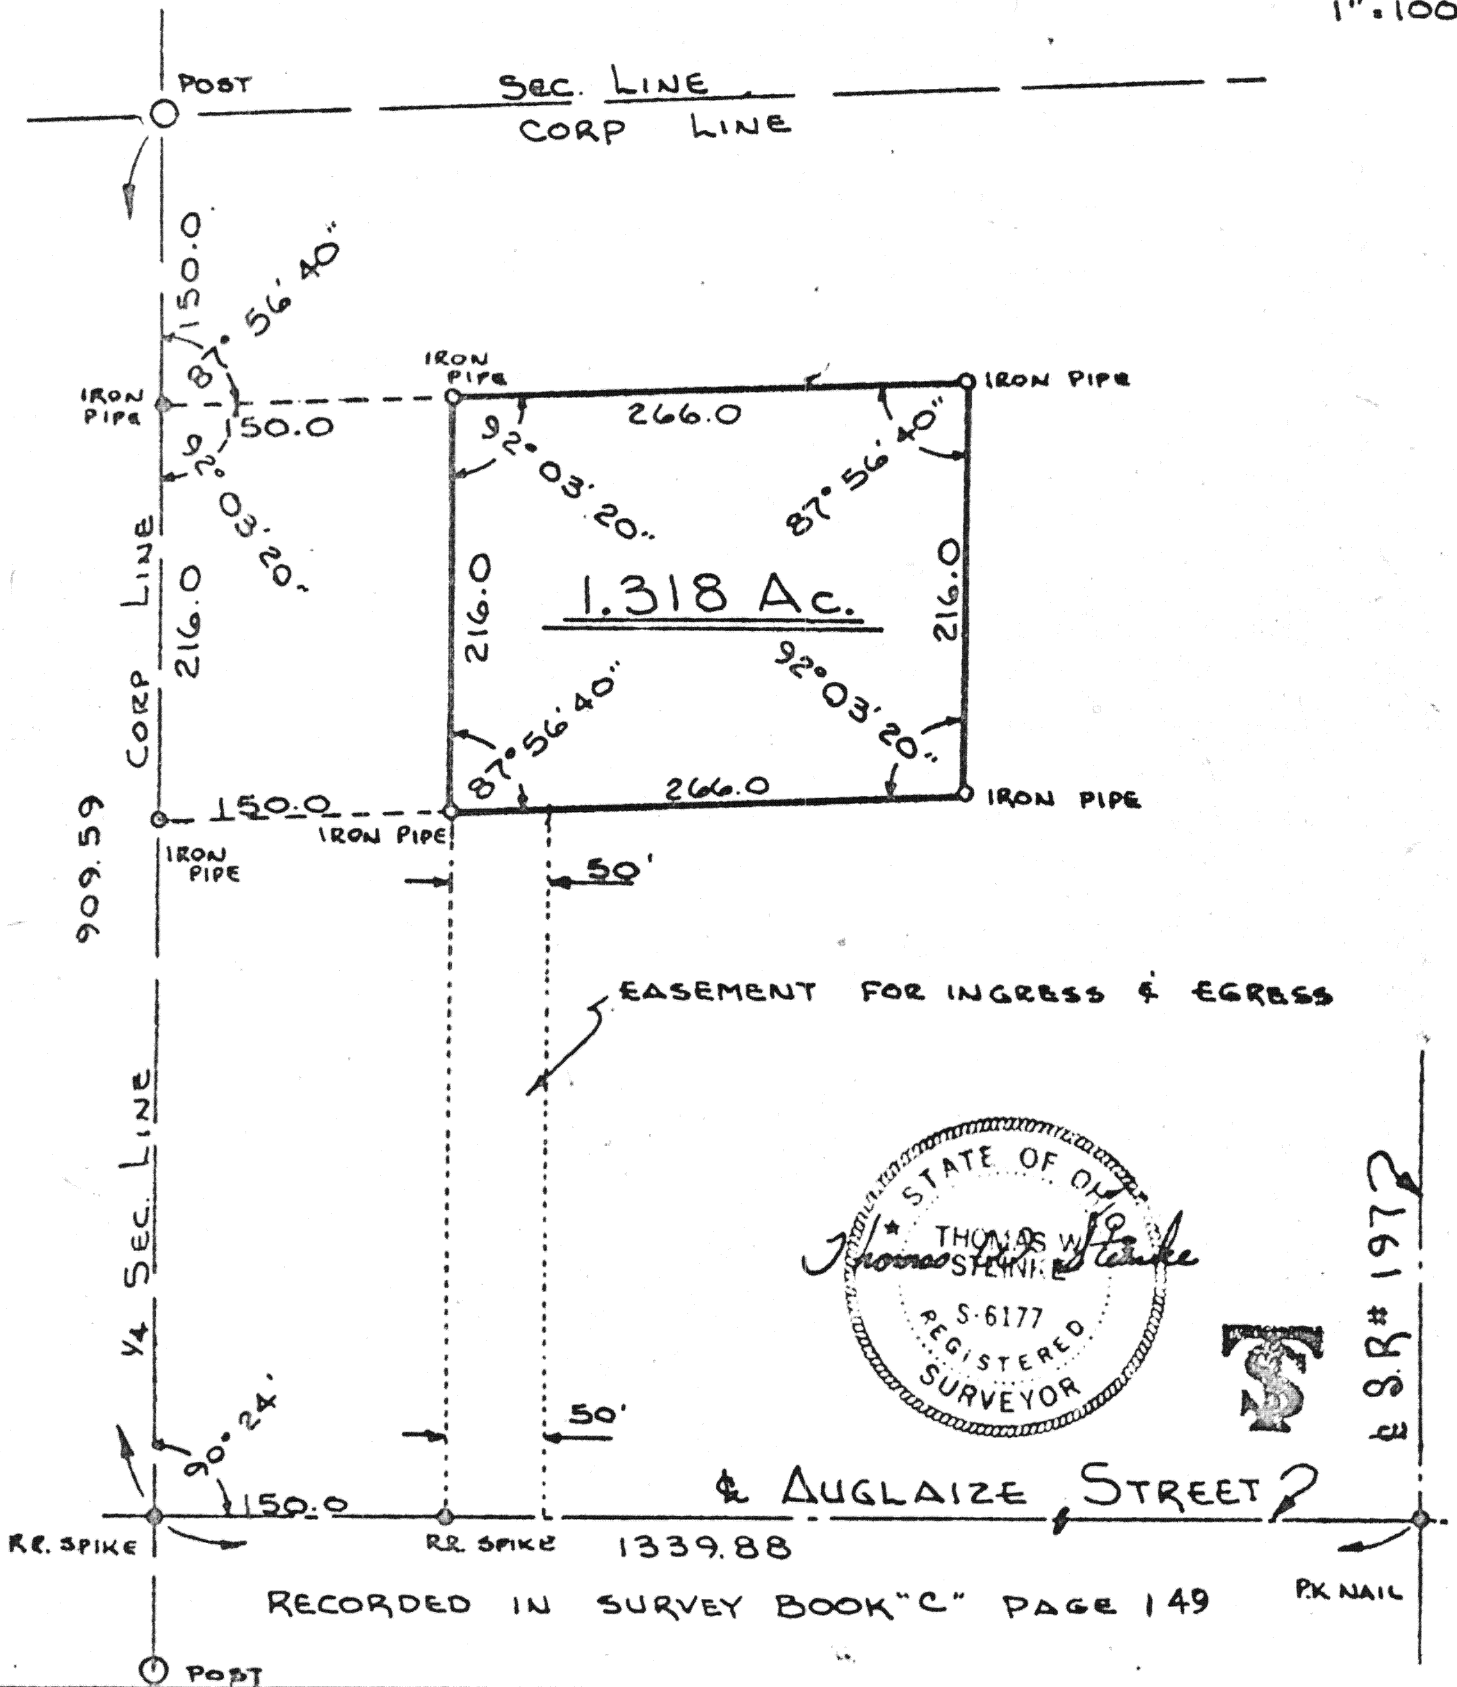 1"=100
POST
SEC. LINE
CORP LINE
150.0
87° 56' 40"
IRON
PIPE
150.0
92° 03' 20"
IRON
PIPE
266.0
IRON PIPE
92° 03' 20"
87° 56' 40"
CORP LINE
216.0
216.0
1.318 Ac.
216.0
87° 56' 40"
92° 03' 20"
909.59
150.0
IRON PIPE
266.0
IRON PIPE
IRON
PIPE
50'
EASEMENT FOR INGRESS & EGRESS
1/4 SEC. LINE
STATE OF OHIO
THOMAS W.
STEINKE
Thomas W. Steinke
S-6177
REGISTERED
SURVEYOR
TS
℄ S.R# 197
90° 24'
50'
150.0
℄ AUGLAIZE STREET
RR. SPIKE
RR. SPIKE
1339.88
P.K NAIL
RECORDED IN SURVEY BOOK "C" PAGE 149
POST